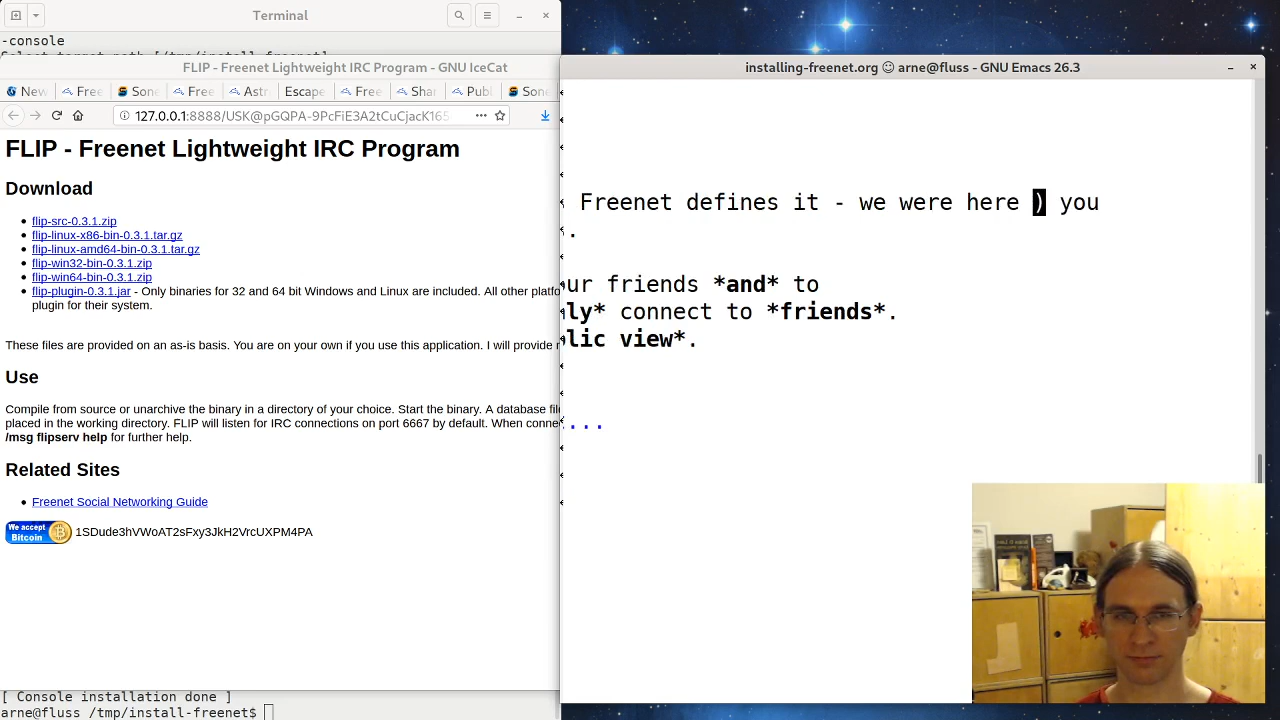 Terminal
-console
FLIP - Freenet Lightweight IRC Program - GNU IceCat
New
Free
Sone
Free
Astr
Escape
Free
Shar
Publ
Sone
127.0.0.1:8888/USK@pGQPA-9PcFiE3A2tCuCjacK165
FLIP - Freenet Lightweight IRC Program
Download
flip-src-0.3.1.zip
flip-linux-x86-bin-0.3.1.tar.gz
flip-linux-amd64-bin-0.3.1.tar.gz
flip-win32-bin-0.3.1.zip
flip-win64-bin-0.3.1.zip
flip-plugin-0.3.1.jar - Only binaries for 32 and 64 bit Windows and Linux are included. All other platfo
plugin for their system.
These files are provided on an as-is basis. You are on your own if you use this application. I will provide
Use
Compile from source or unarchive the binary in a directory of your choice. Start the binary. A database file
placed in the working directory. FLIP will listen for IRC connections on port 6667 by default. When conne
/msg flipserv help for further help.
Related Sites
Freenet Social Networking Guide
We accept
Bitcoin
1SDude3hVWoAT2sFxy3JkH2VrcUXPM4PA
[ Console installation done ]
arne@fluss /tmp/install-freenet$
installing-freenet.org ☺ arne@fluss - GNU Emacs 26.3
Freenet defines it - we were here ) you
.
ur friends *and* to
ly* connect to *friends*.
lic view*.
...